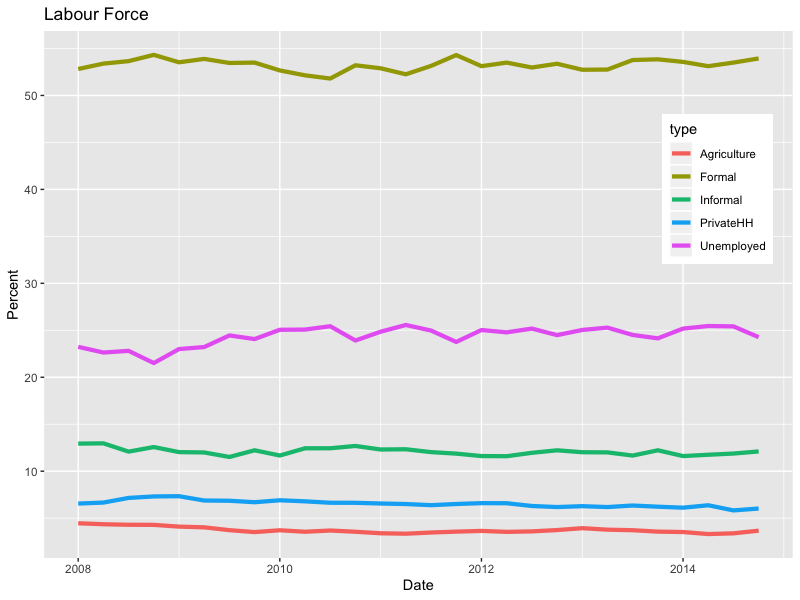 Labour Force
50
40
30
20
10
Percent
type
Agriculture
Formal
Informal
PrivateHH
Unemployed
2008
2010
2012
2014
Date